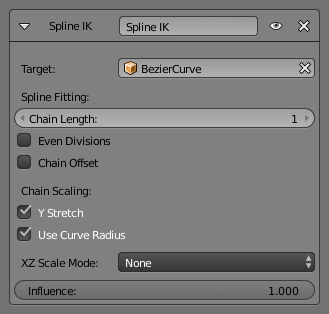 Spline IK Spline IK
Target: BezierCurve
Spline Fitting:
Chain Length: 1
Even Divisions
Chain Offset
Chain Scaling:
Y Stretch
Use Curve Radius
XZ Scale Mode: None
Influence: 1.000